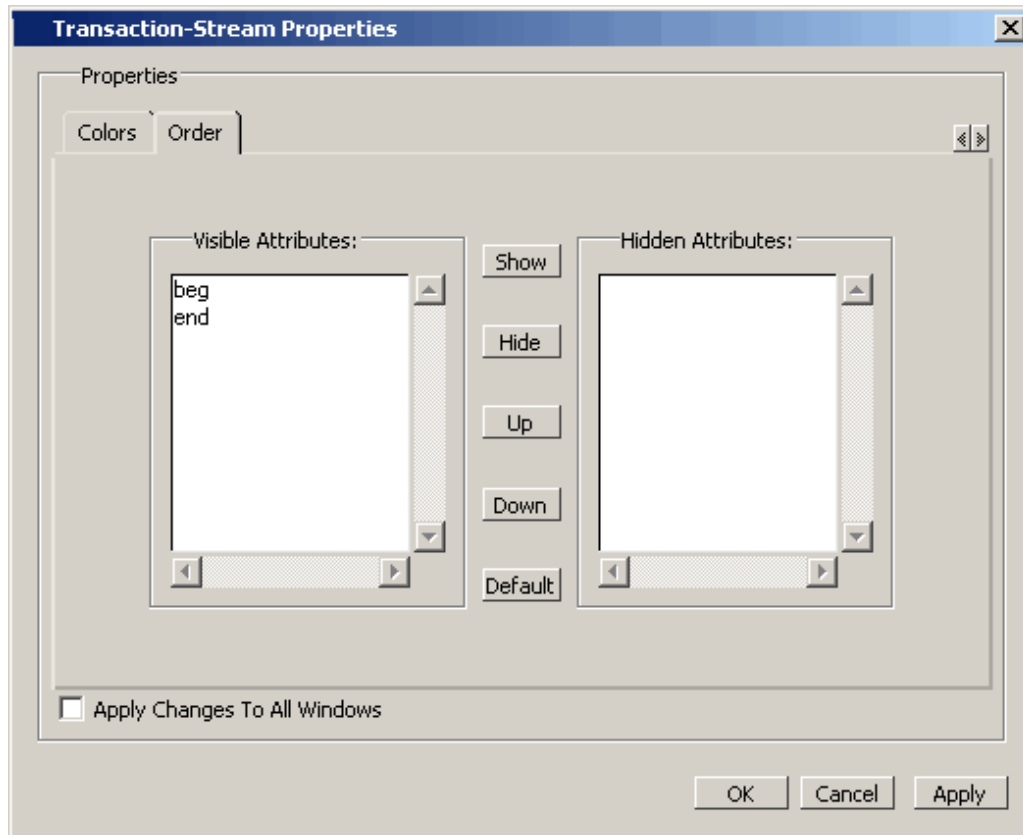 Transaction-Stream Properties
Properties
Colors
Order
Visible Attributes:
beg
end
Show
Hide
Up
Down
Default
Hidden Attributes:
Apply Changes To All Windows
OK
Cancel
Apply